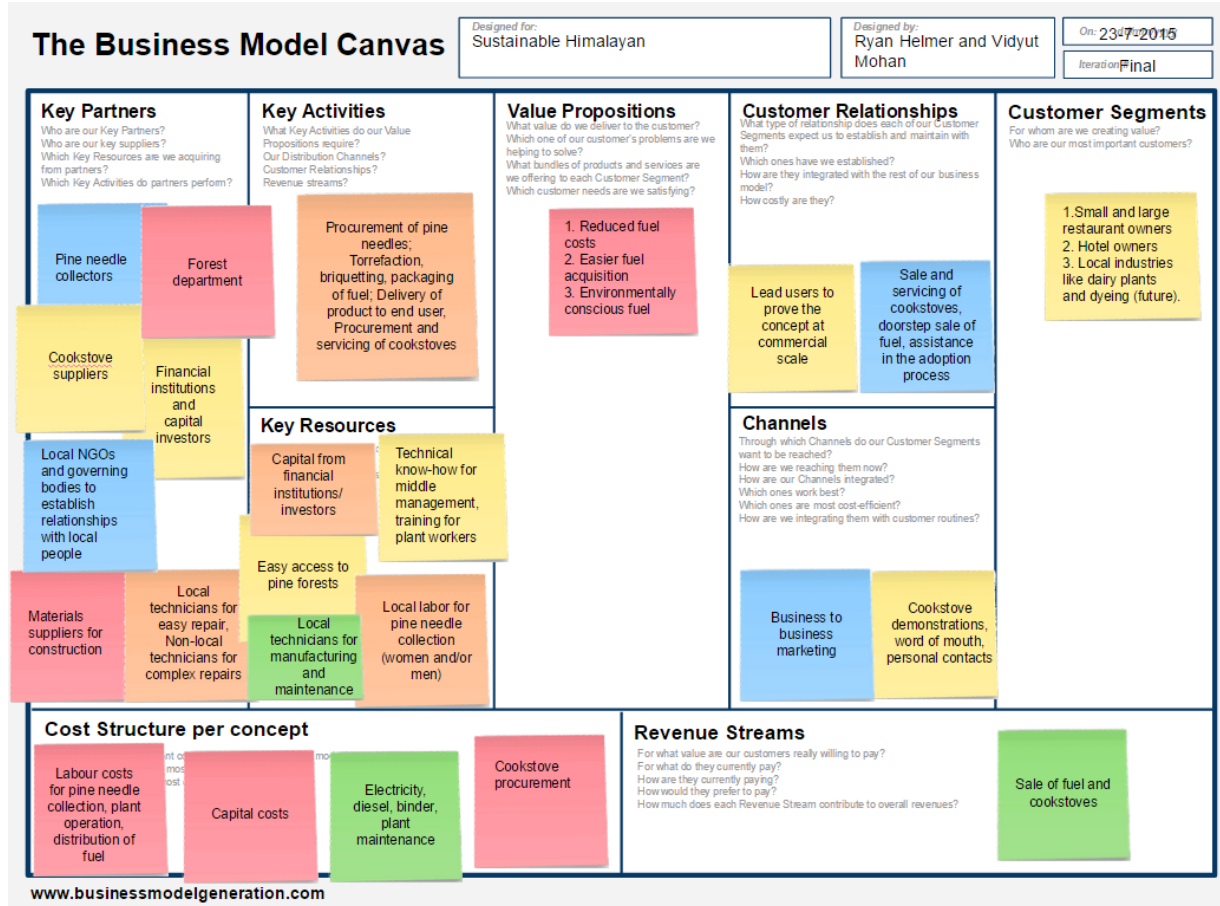 The Business Model Canvas
Designed for:
Sustainable Himalayan
Designed by:
Ryan Helmer and Vidyut
Mohan
On:
23-7-2015
Iteration
Final
Key Partners
Who are our Key Partners?
Who are our key suppliers?
Which Key Resources are we acquiring
from partners?
Which Key Activities do partners perform?
Pine needle
collectors
Forest
department
Cookstove
suppliers
Financial
institutions
and
capital
investors
Local NGOs
and governing
bodies to
establish
relationships
with local
people
Materials
suppliers for
construction
Local
technicians for
easy repair,
Non-local
technicians for
complex repairs
Key Activities
What Key Activities do our Value
Propositions require?
Our Distribution Channels?
Customer Relationships?
Revenue streams?
Procurement of pine
needles;
Torrefaction,
briquetting, packaging
of fuel; Delivery of
product to end user,
Procurement and
servicing of cookstoves
Key Resources
Capital from
financial
institutions/
investors
Technical
know-how for
middle
management,
training for
plant workers
Easy access to
pine forests
Local
technicians for
manufacturing
and
maintenance
Local labor for
pine needle
collection
(women and/or
men)
Value Propositions
What value do we deliver to the customer?
Which one of our customer's problems are we
helping to solve?
What bundles of products and services are
we offering to each Customer Segment?
Which customer needs are we satisfying?
1. Reduced fuel
costs
2. Easier fuel
acquisition
3. Environmentally
conscious fuel
Customer Relationships
What type of relationship does each of our Customer
Segments expect us to establish and maintain with
them?
Which ones have we established?
How are they integrated with the rest of our business
model?
How costly are they?
Lead users to
prove the
concept at
commercial
scale
Sale and
servicing of
cookstoves,
doorstep sale of
fuel, assistance
in the adoption
process
Channels
Through which Channels do our Customer Segments
want to be reached?
How are we reaching them now?
How are our Channels integrated?
Which ones work best?
Which ones are most cost-efficient?
How are we integrating them with customer routines?
Business to
business
marketing
Cookstove
demonstrations,
word of mouth,
personal contacts
Customer Segments
For whom are we creating value?
Who are our most important customers?
1.Small and large
restaurant owners
2. Hotel owners
3. Local industries
like dairy plants
and dyeing (future).
Cost Structure per concept
Labour costs
for pine needle
collection, plant
operation,
distribution of
fuel
Capital costs
Electricity,
diesel, binder,
plant
maintenance
Cookstove
procurement
Revenue Streams
For what value are our customers really willing to pay?
For what do they currently pay?
How are they currently paying?
How would they prefer to pay?
How much does each Revenue Stream contribute to overall revenues?
Sale of fuel and
cookstoves
www.businessmodelgeneration.com